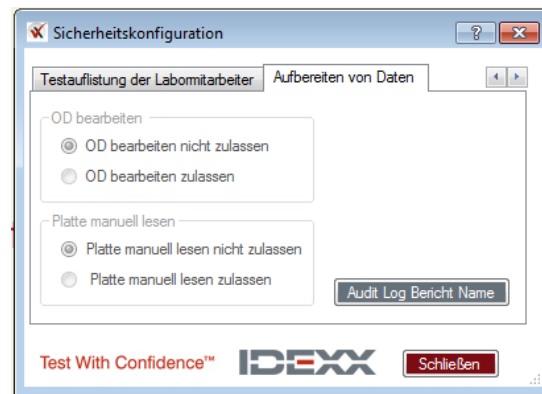 Sicherheitskonfiguration
?
Testauflistung der Labormitarbeiter
Aufbereiten von Daten
OD bearbeiten
OD bearbeiten nicht zulassen
OD bearbeiten zulassen
Platte manuell lesen
Platte manuell lesen nicht zulassen
Platte manuell lesen zulassen
Audit Log Bericht Name
Test With Confidence™
IDEXX
Schließen